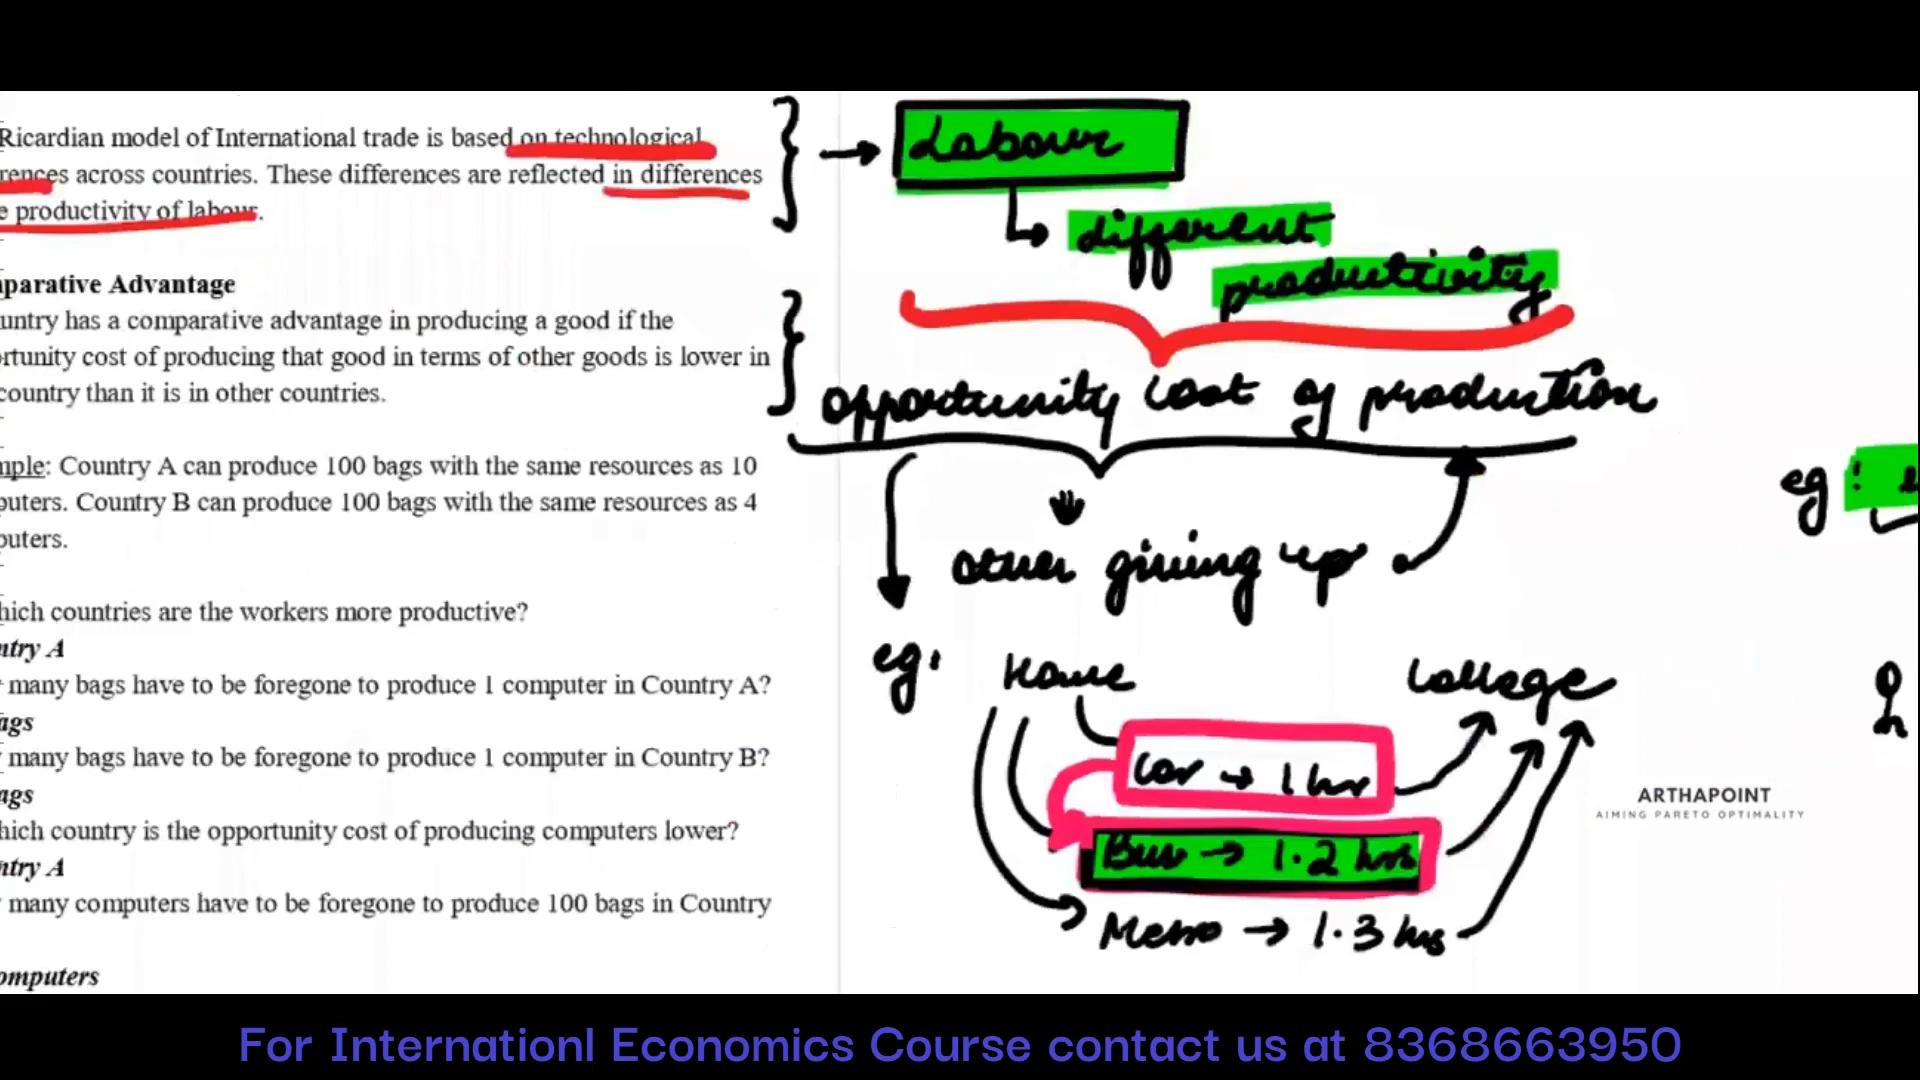 Ricardian model of International trade is based on technological
rences across countries. These differences are reflected in differences
e productivity of labour.
parative Advantage
untry has a comparative advantage in producing a good if the
rtunity cost of producing that good in terms of other goods is lower in
country than it is in other countries.
mple: Country A can produce 100 bags with the same resources as 10
puters. Country B can produce 100 bags with the same resources as 4
puters.
hich countries are the workers more productive?
ntry A
many bags have to be foregone to produce 1 computer in Country A?
ags
many bags have to be foregone to produce 1 computer in Country B?
ags
hich country is the opportunity cost of producing computers lower?
ntry A
many computers have to be foregone to produce 100 bags in Country
omputers
Labour
different
productivity
opportunity cost of production
giving up
eg:
Home
College
Car → 1 hr
Bus → 1.2 hrs
Metro → 1.3 hrs
eg:
ARTHAPOINT
AIMING PARETO OPTIMALITY
For Internationl Economics Course contact us at 8368663950